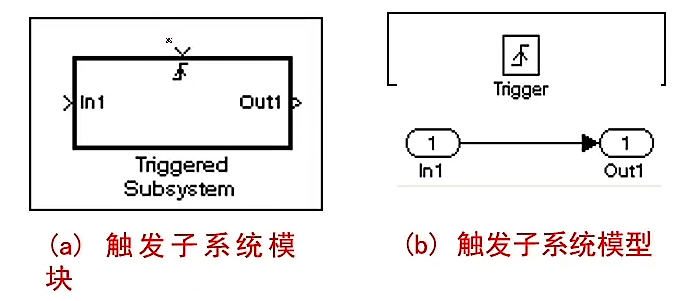 In1
Out1
Triggered
Subsystem
(a) 触发子系统模
块
Trigger
1
1
In1
Out1
(b) 触发子系统模型